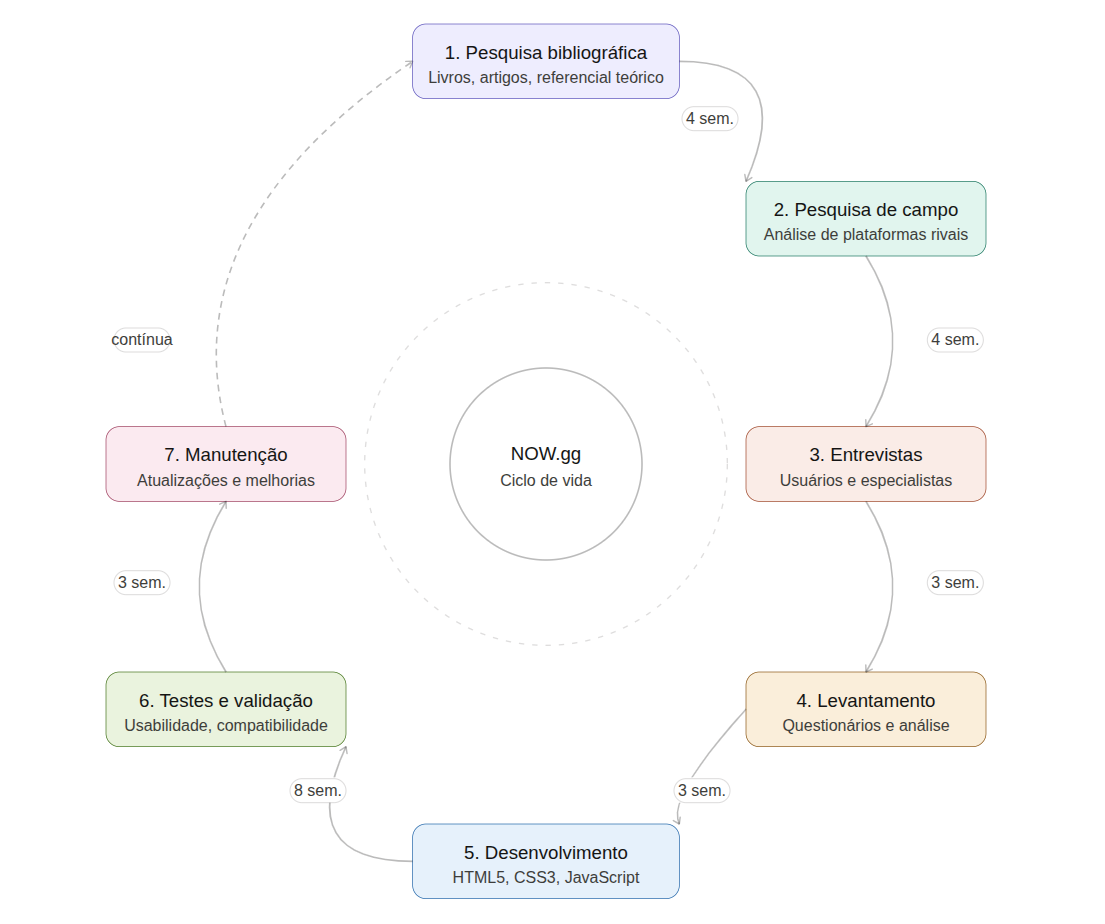 1. Pesquisa bibliográfica
Livros, artigos, referencial teórico
4 sem.
2. Pesquisa de campo
Análise de plataformas rivais
4 sem.
3. Entrevistas
Usuários e especialistas
3 sem.
4. Levantamento
Questionários e análise
3 sem.
5. Desenvolvimento
HTML5, CSS3, JavaScript
8 sem.
6. Testes e validação
Usabilidade, compatibilidade
3 sem.
7. Manutenção
Atualizações e melhorias
contínua
NOW.gg
Ciclo de vida